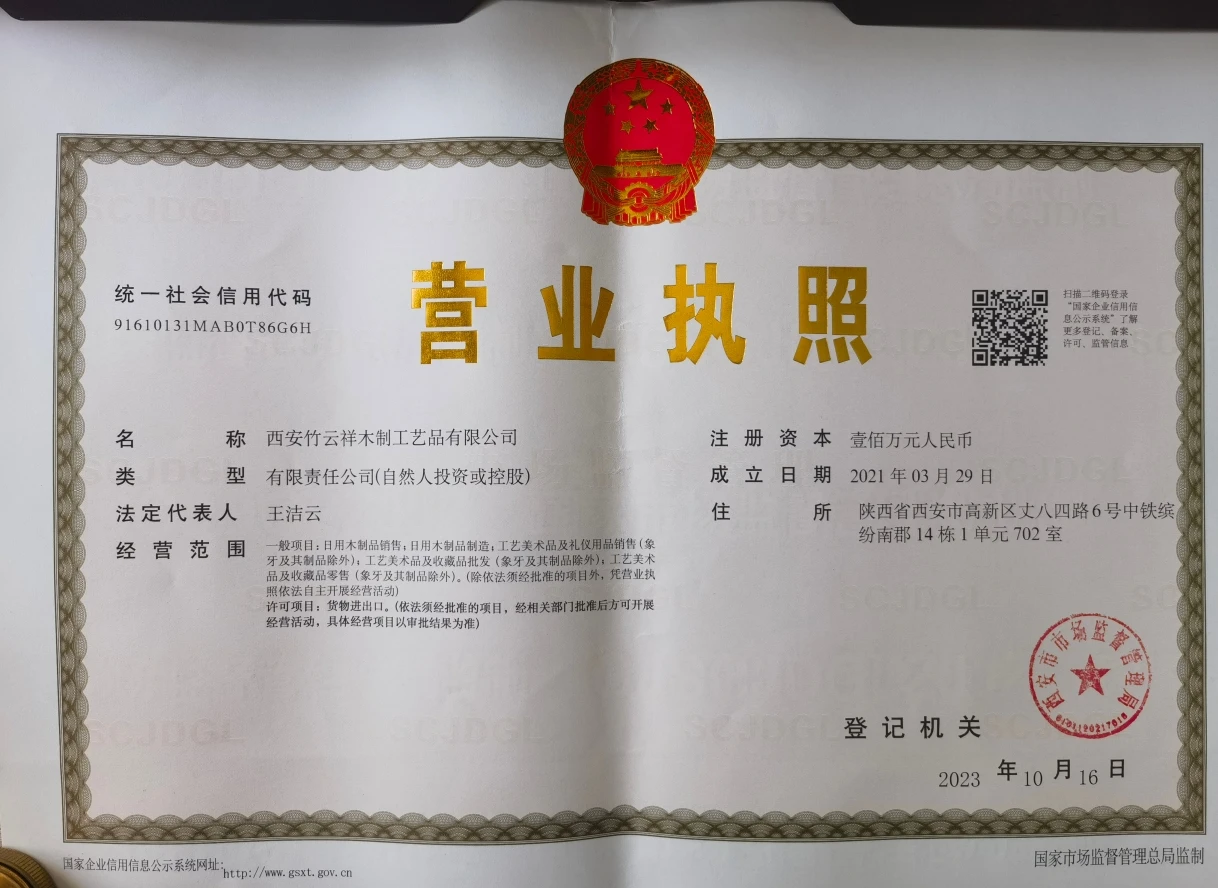 营业执照
统一社会信用代码
91610131MAB0T86G6H
扫描二维码登录
“国家企业信用信
息公示系统”了解
更多登记、备案、
许可、监管信息
名称 西安竹云祥木制工艺品有限公司
类型 有限责任公司(自然人投资或控股)
法定代表人 王洁云
经营范围 一般项目：日用木制品销售；日用木制品制造；工艺美术品及礼仪用品销售（象
牙及其制品除外）；工艺美术品及收藏品批发（象牙及其制品除外）；工艺美术
品及收藏品零售（象牙及其制品除外）。(除依法须经批准的项目外，凭营业执
照依法自主开展经营活动)
许可项目：货物进出口。(依法须经批准的项目，经相关部门批准后方可开展
经营活动，具体经营项目以审批结果为准)
注册资本 壹佰万元人民币
成立日期 2021年03月29日
住所 陕西省西安市高新区丈八四路6号中铁缤
纷南郡14栋1单元702室
西安市市场监督管理局
登记机关
2023年10月16日
国家企业信用信息公示系统网址：http://www.gsxt.gov.cn
国家市场监督管理总局监制